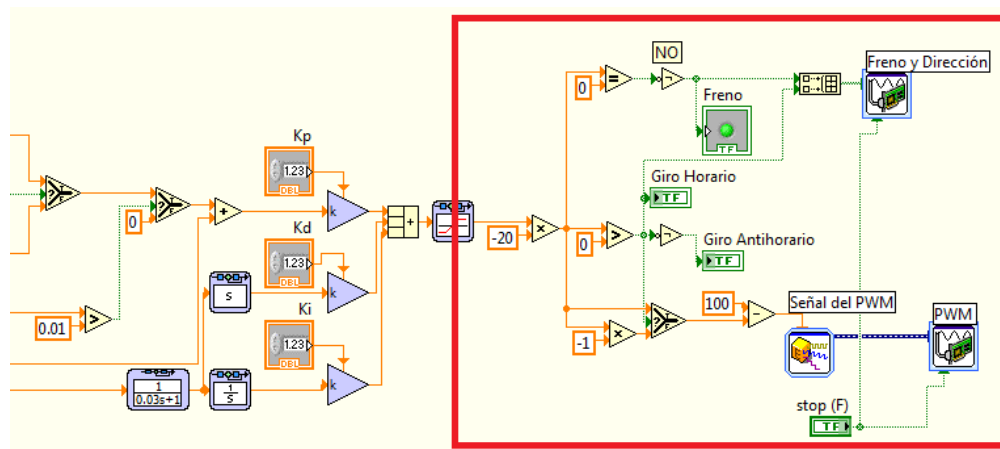 NO
Freno y Dirección
0
=
Freno
TF
Kp
1.23
DBL
k
Giro Horario
TF
0
+
-20
×
0
>
Giro Antihorario
TF
Kd
1.23
DBL
k
s
0.01
>
100
-
Señal del PWM
PWM
-1
×
Ki
1.23
DBL
k
1
0.03s+1
1
s
stop (F)
TF